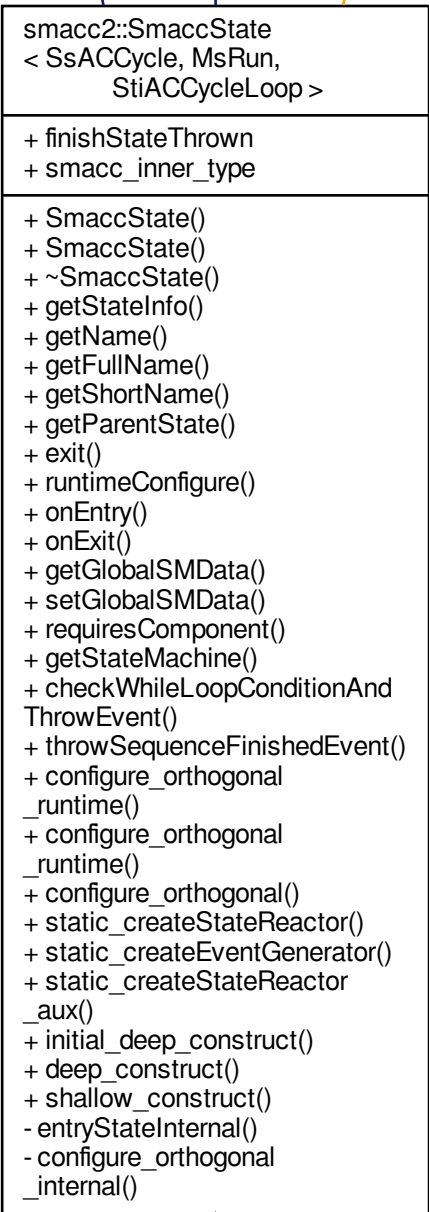 smacc2::SmaccState
< SsACCycle, MsRun,
StiACCycleLoop >
+ finishStateThrown
+ smacc_inner_type
+ SmaccState()
+ SmaccState()
+ ~SmaccState()
+ getStateInfo()
+ getName()
+ getFullName()
+ getShortName()
+ getParentState()
+ exit()
+ runtimeConfigure()
+ onEntry()
+ onExit()
+ getGlobalSMData()
+ setGlobalSMData()
+ requiresComponent()
+ getStateMachine()
+ checkWhileLoopConditionAnd
ThrowEvent()
+ throwSequenceFinishedEvent()
+ configure_orthogonal
_runtime()
+ configure_orthogonal
_runtime()
+ configure_orthogonal()
+ static_createStateReactor()
+ static_createEventGenerator()
+ static_createStateReactor
_aux()
+ initial_deep_construct()
+ deep_construct()
+ shallow_construct()
- entryStateInternal()
- configure_orthogonal
_internal()